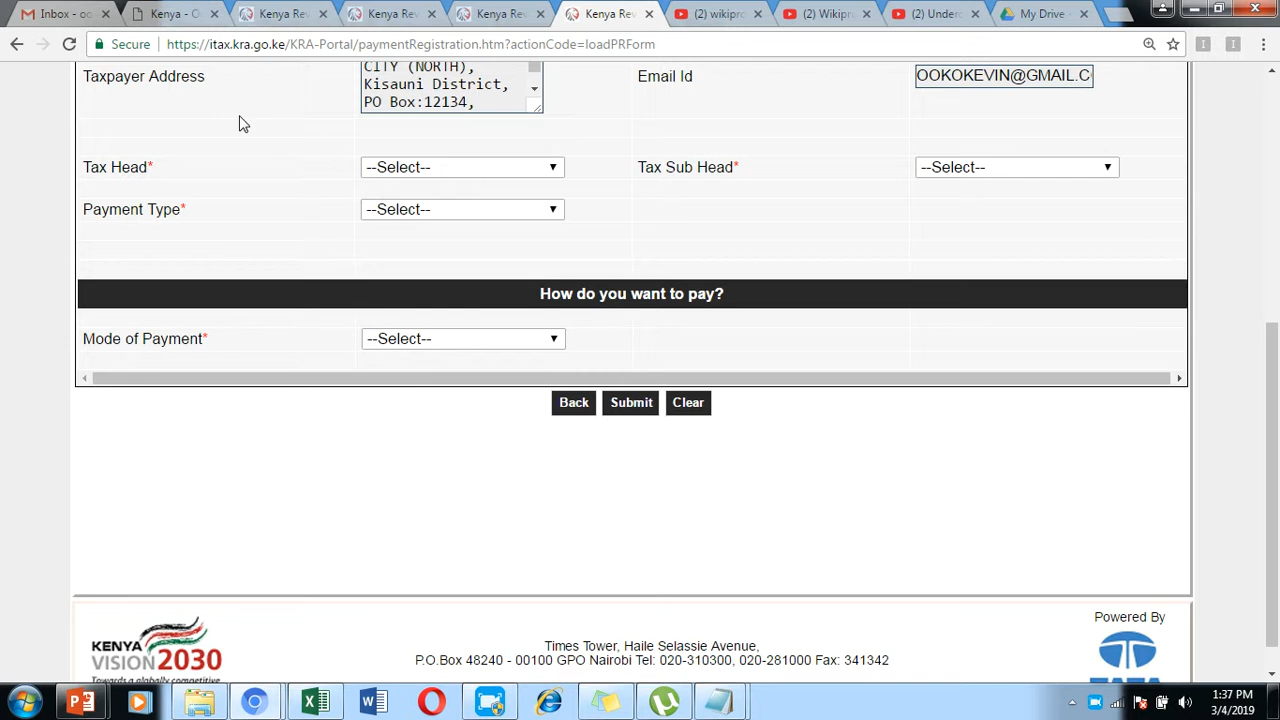 Inbox - oo
Kenya - C
Kenya Rev
Kenya Rev
Kenya Rev
Kenya Rev
(2) wikipro
(2) Wikipr
(2) Underc
My Drive -
Secure
https://itax.kra.go.ke/KRA-Portal/paymentRegistration.htm?actionCode=loadPRForm
Taxpayer Address
CITY (NORTH),
Kisauni District,
PO Box:12134,
Email Id
OOKOKEVIN@GMAIL.C
Tax Head*
--Select--
Tax Sub Head*
--Select--
Payment Type*
--Select--
How do you want to pay?
Mode of Payment*
--Select--
Back
Submit
Clear
KENYA
VISION 2030
Towards a globally competitive
Times Tower, Haile Selassie Avenue,
P.O.Box 48240 - 00100 GPO Nairobi Tel: 020-310300, 020-281000 Fax: 341342
Powered By
TATA
1:37 PM
3/4/2019